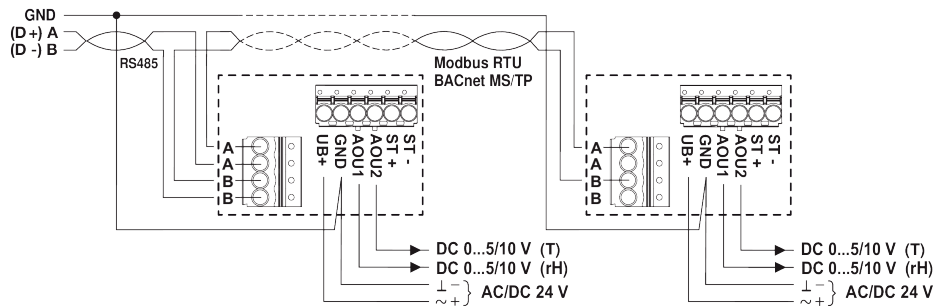 GND
(D+) A
(D -) B
RS485
Modbus RTU
BACnet MS/TP
UB+
GND
AOU1
AOU2
ST +
ST -
A
A
B
B
DC 0...5/10 V (T)
DC 0...5/10 V (rH)
⊥ −
~ +
AC/DC 24 V
UB+
GND
AOU1
AOU2
ST +
ST -
A
A
B
B
DC 0...5/10 V (T)
DC 0...5/10 V (rH)
⊥ −
~ +
AC/DC 24 V